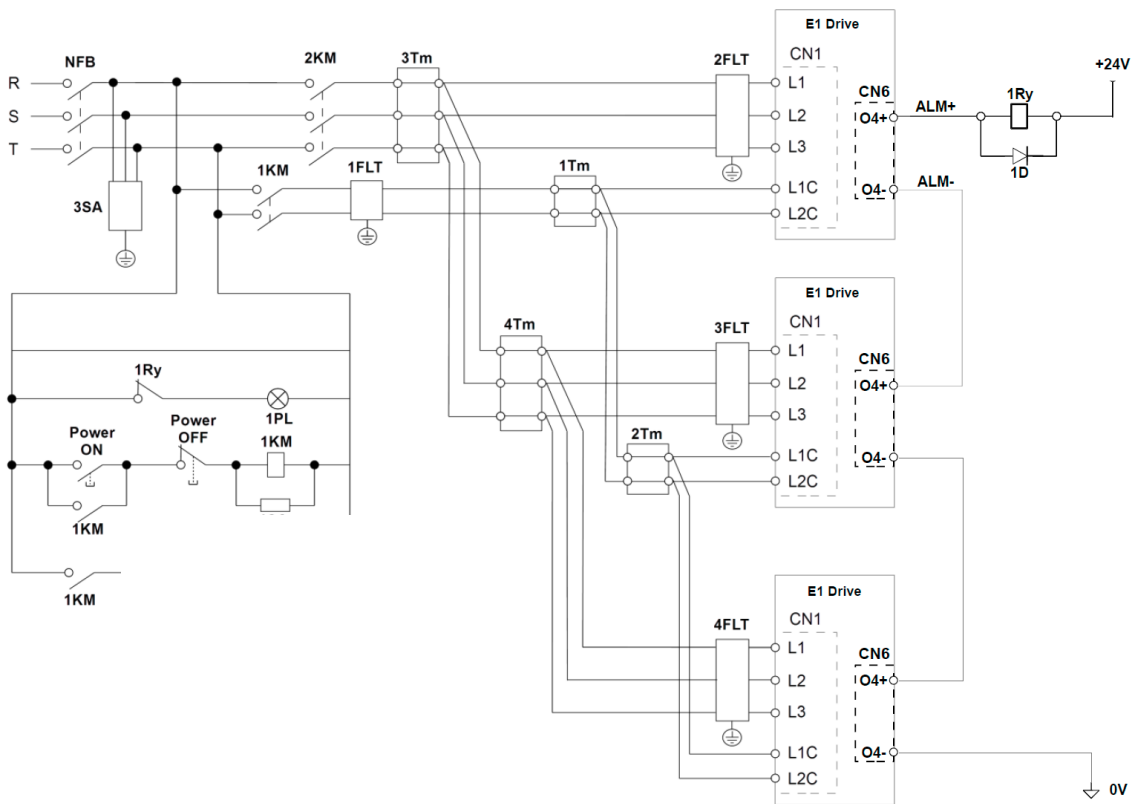 E1 Drive
NFB
2KM
3Tm
2FLT
CN1
+24V
R
L1
CN6
1Ry
S
L2
O4+
ALM+
T
L3
1D
1KM
1FLT
1Tm
L1C
O4-
ALM-
3SA
L2C
E1 Drive
4Tm
3FLT
CN1
L1
CN6
1Ry
L2
O4+
1PL
L3
Power
ON
Power
OFF
1KM
2Tm
L1C
O4-
L2C
1KM
E1 Drive
1KM
4FLT
CN1
L1
CN6
L2
O4+
L3
L1C
O4-
L2C
0V